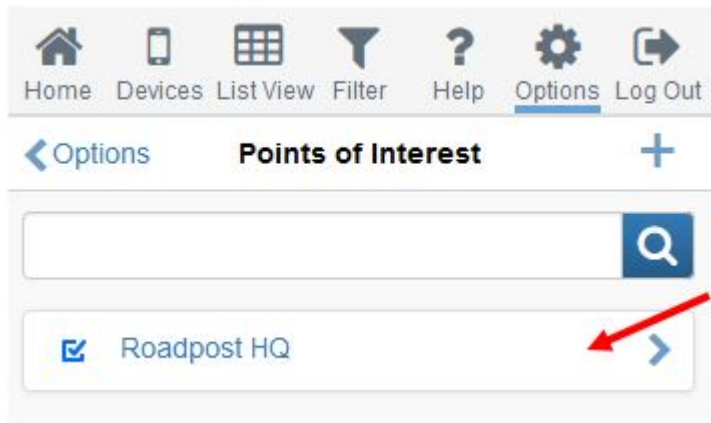 Home Devices List View Filter Help Options Log Out
Options Points of Interest
Roadpost HQ